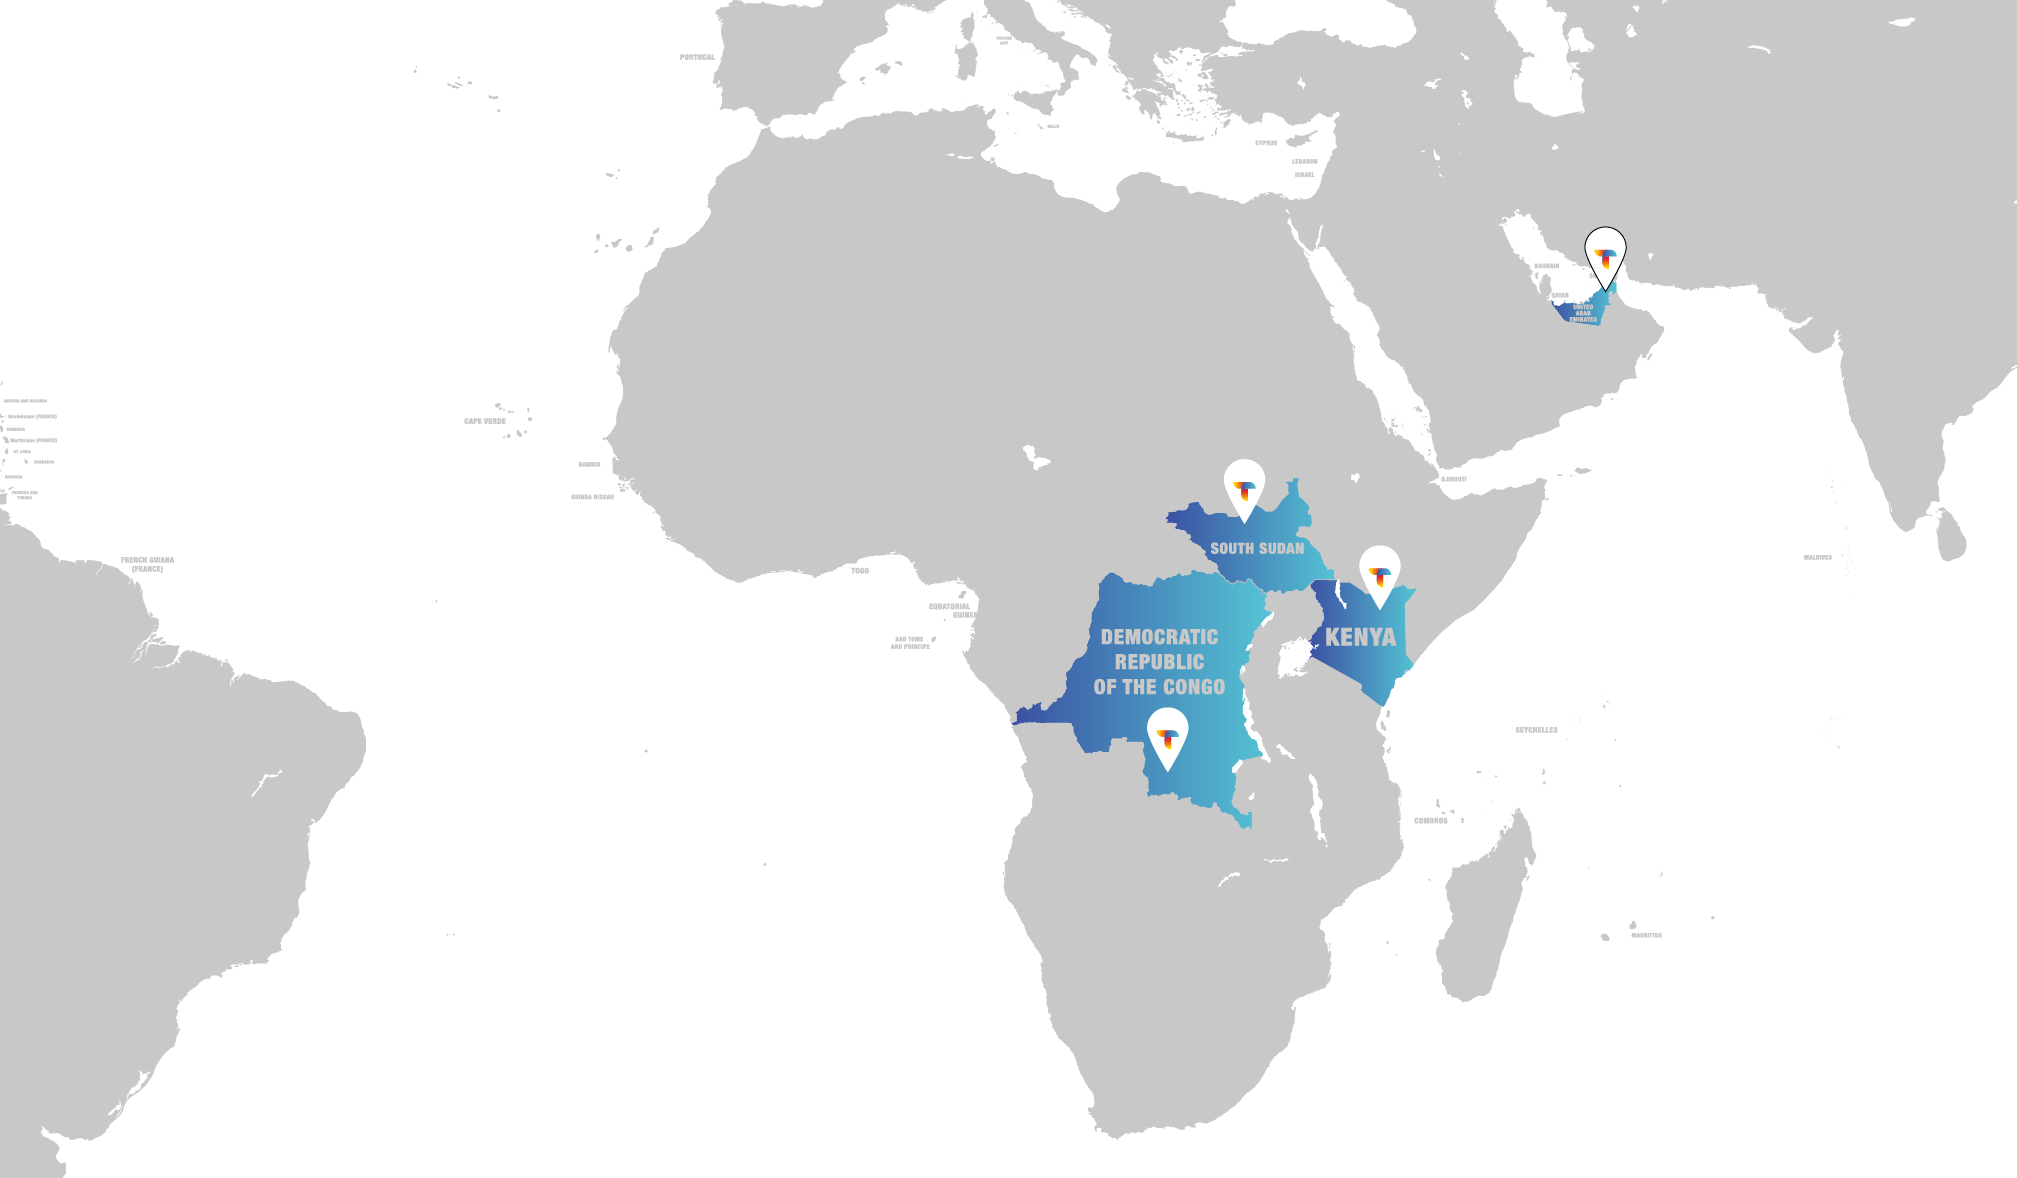 PORTUGAL
VATICAN
CITY
MALTA
CYPRUS
LEBANON
ISRAEL
BAHRAIN
QATAR
UNITED
ARAB
EMIRATES
ANTIGUA AND BARBUDA
Guadeloupe (FRANCE)
DOMINICA
Martinique (FRANCE)
ST. LUCIA
BARBADOS
GRENADA
TRINIDAD AND
TOBAGO
CAPE VERDE
GAMBIA
GUINEA BISSAU
DJIBOUTI
SOUTH SUDAN
FRENCH GUIANA
(FRANCE)
TOGO
MALDIVES
EQUATORIAL
GUINEA
SAO TOME
AND PRINCIPE
DEMOCRATIC
REPUBLIC
OF THE CONGO
KENYA
SEYCHELLES
COMOROS
MAURITIUS